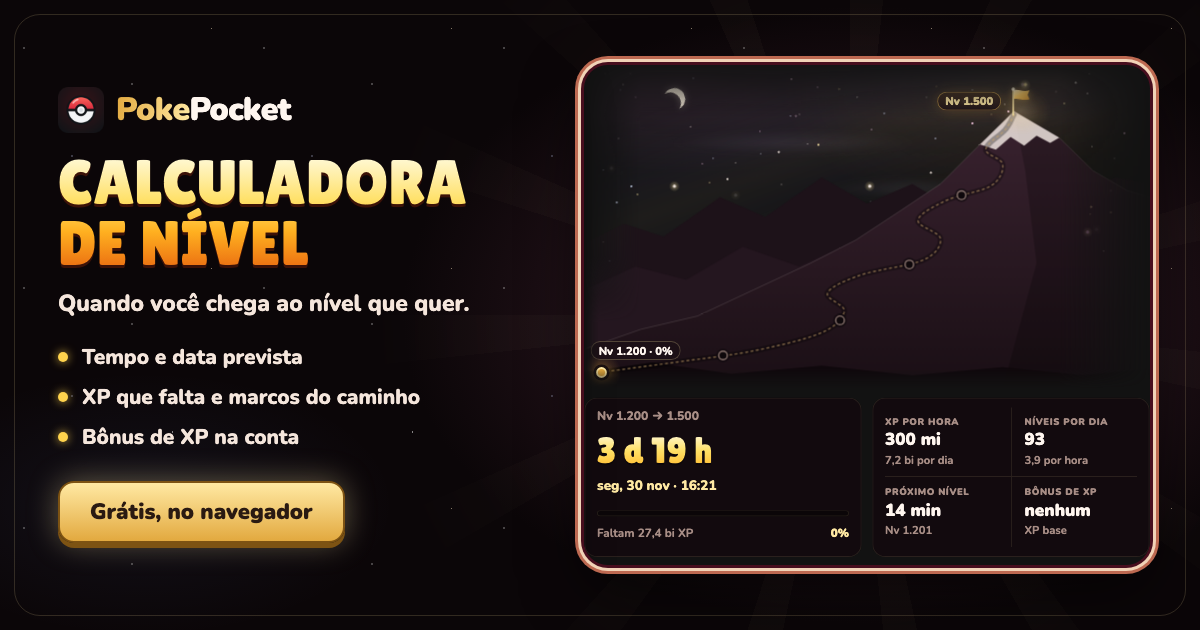 PokePocket
CALCULADORA
DE NÍVEL
Quando você chega ao nível que quer.
Tempo e data prevista
XP que falta e marcos do caminho
Bônus de XP na conta
Grátis, no navegador
Nv 1.500
Nv 1.200 · 0%
Nv 1.200 → 1.500
3 d 19 h
seg, 30 nov · 16:21
Faltam 27,4 bi XP
0%
XP POR HORA
300 mi
7,2 bi por dia
NÍVEIS POR DIA
93
3,9 por hora
PRÓXIMO NÍVEL
14 min
Nv 1.201
BÔNUS DE XP
nenhum
XP base